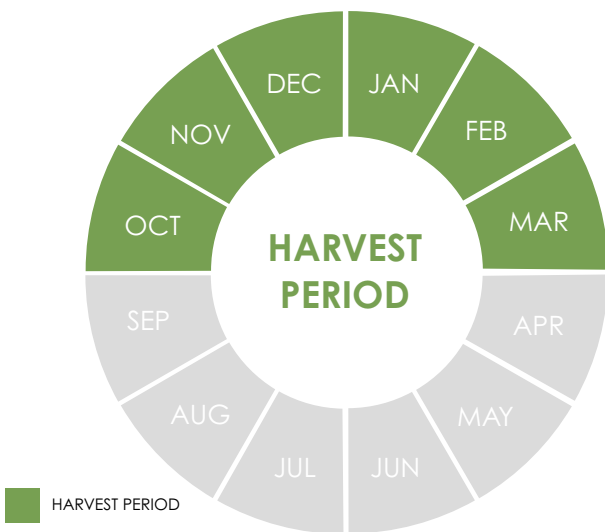 DEC
JAN
NOV
FEB
OCT
MAR
HARVEST
PERIOD
SEP
APR
AUG
MAY
JUL
JUN
HARVEST PERIOD